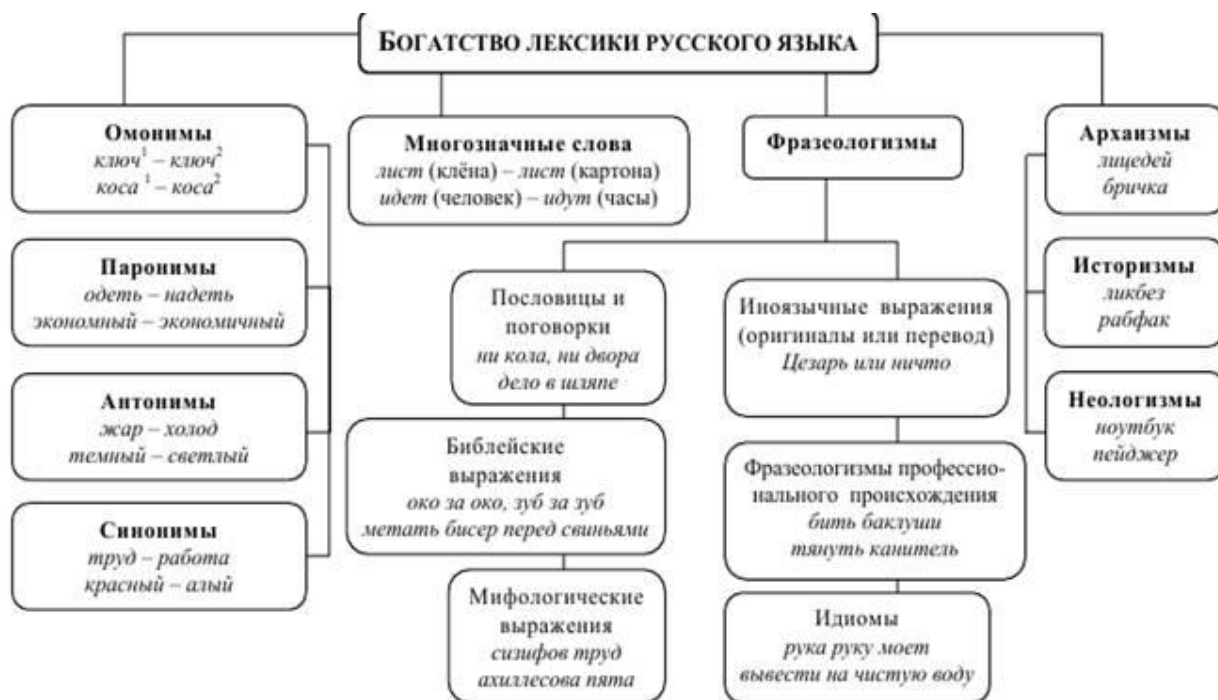 БОГАТСТВО ЛЕКСИКИ РУССКОГО ЯЗЫКА
Омонимы
ключ¹ – ключ²
коса ¹ – коса²
Паронимы
одеть – надеть
экономный – экономичный
Антонимы
жар – холод
темный – светлый
Синонимы
труд – работа
красный – алый
Многозначные слова
лист (клёна) – лист (картона)
идет (человек) – идут (часы)
Фразеологизмы
Пословицы и
поговорки
ни кола, ни двора
дело в шляпе
Библейские
выражения
око за око, зуб за зуб
метать бисер перед свиньями
Мифологические
выражения
сизифов труд
ахиллесова пята
Иноязычные выражения
(оригиналы или перевод)
Цезарь или ничто
Фразеологизмы профессио-
нального происхождения
бить баклуши
тянуть канитель
Идиомы
рука руку моет
вывести на чистую воду
Архаизмы
лицедей
бричка
Историзмы
ликбез
рабфак
Неологизмы
ноутбук
пейджер